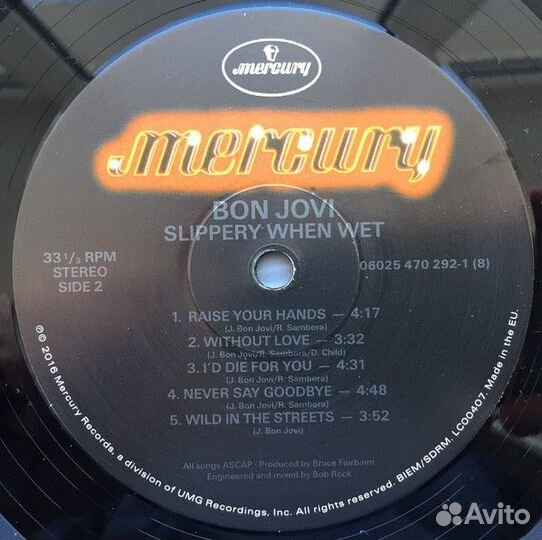 mercury
mercury
BON JOVI
SLIPPERY WHEN WET
33 1/3 RPM
STEREO
SIDE 2
06025 470 292-1 (8)
1. RAISE YOUR HANDS — 4:17
(J. Bon Jovi/R. Sambora)
2. WITHOUT LOVE — 3:32
(J. Bon Jovi/R. Sambora/D. Child)
3. I'D DIE FOR YOU — 4:31
(J. Bon Jovi/R. Sambora)
4. NEVER SAY GOODBYE — 4:48
(J. Bon Jovi/R. Sambora)
5. WILD IN THE STREETS — 3:52
(J. Bon Jovi)
All songs ASCAP · Produced by Bruce Fairbairn
Engineered and mixed by Bob Rock
℗© 2016 Mercury Records, a division of UMG Recordings, Inc. All rights reserved. BIEM/SDRM. LC00407. Made in the EU.
Avito